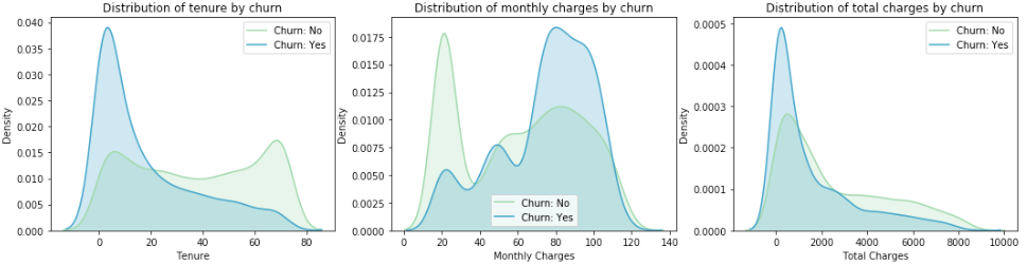 Distribution of tenure by churn
Density
0.040
0.035
0.030
0.025
0.020
0.015
0.010
0.005
0.000
0
20
40
60
80
Tenure
Churn: No
Churn: Yes
Distribution of monthly charges by churn
Density
0.0175
0.0150
0.0125
0.0100
0.0075
0.0050
0.0025
0.0000
0
20
40
60
80
100
120
140
Monthly Charges
Churn: No
Churn: Yes
Distribution of total charges by churn
Density
0.0005
0.0004
0.0003
0.0002
0.0001
0.0000
0
2000
4000
6000
8000
10000
Total Charges
Churn: No
Churn: Yes